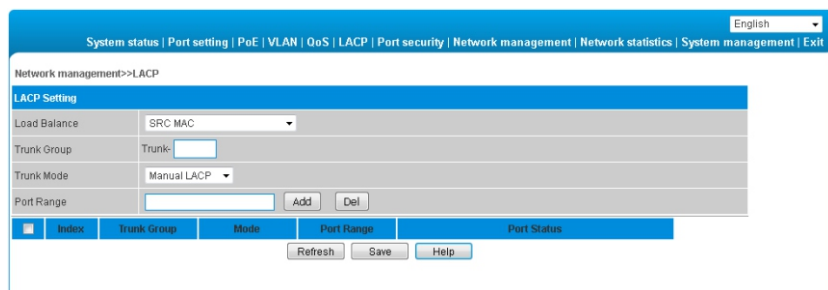 English
System status | Port setting | PoE | VLAN | QoS | LACP | Port security | Network management | Network statistics | System management | Exit
Network management>>LACP
LACP Setting
Load Balance SRC MAC
Trunk Group Trunk-
Trunk Mode Manual LACP
Port Range Add Del
Index Trunk Group Mode Port Range Port Status
Refresh Save Help